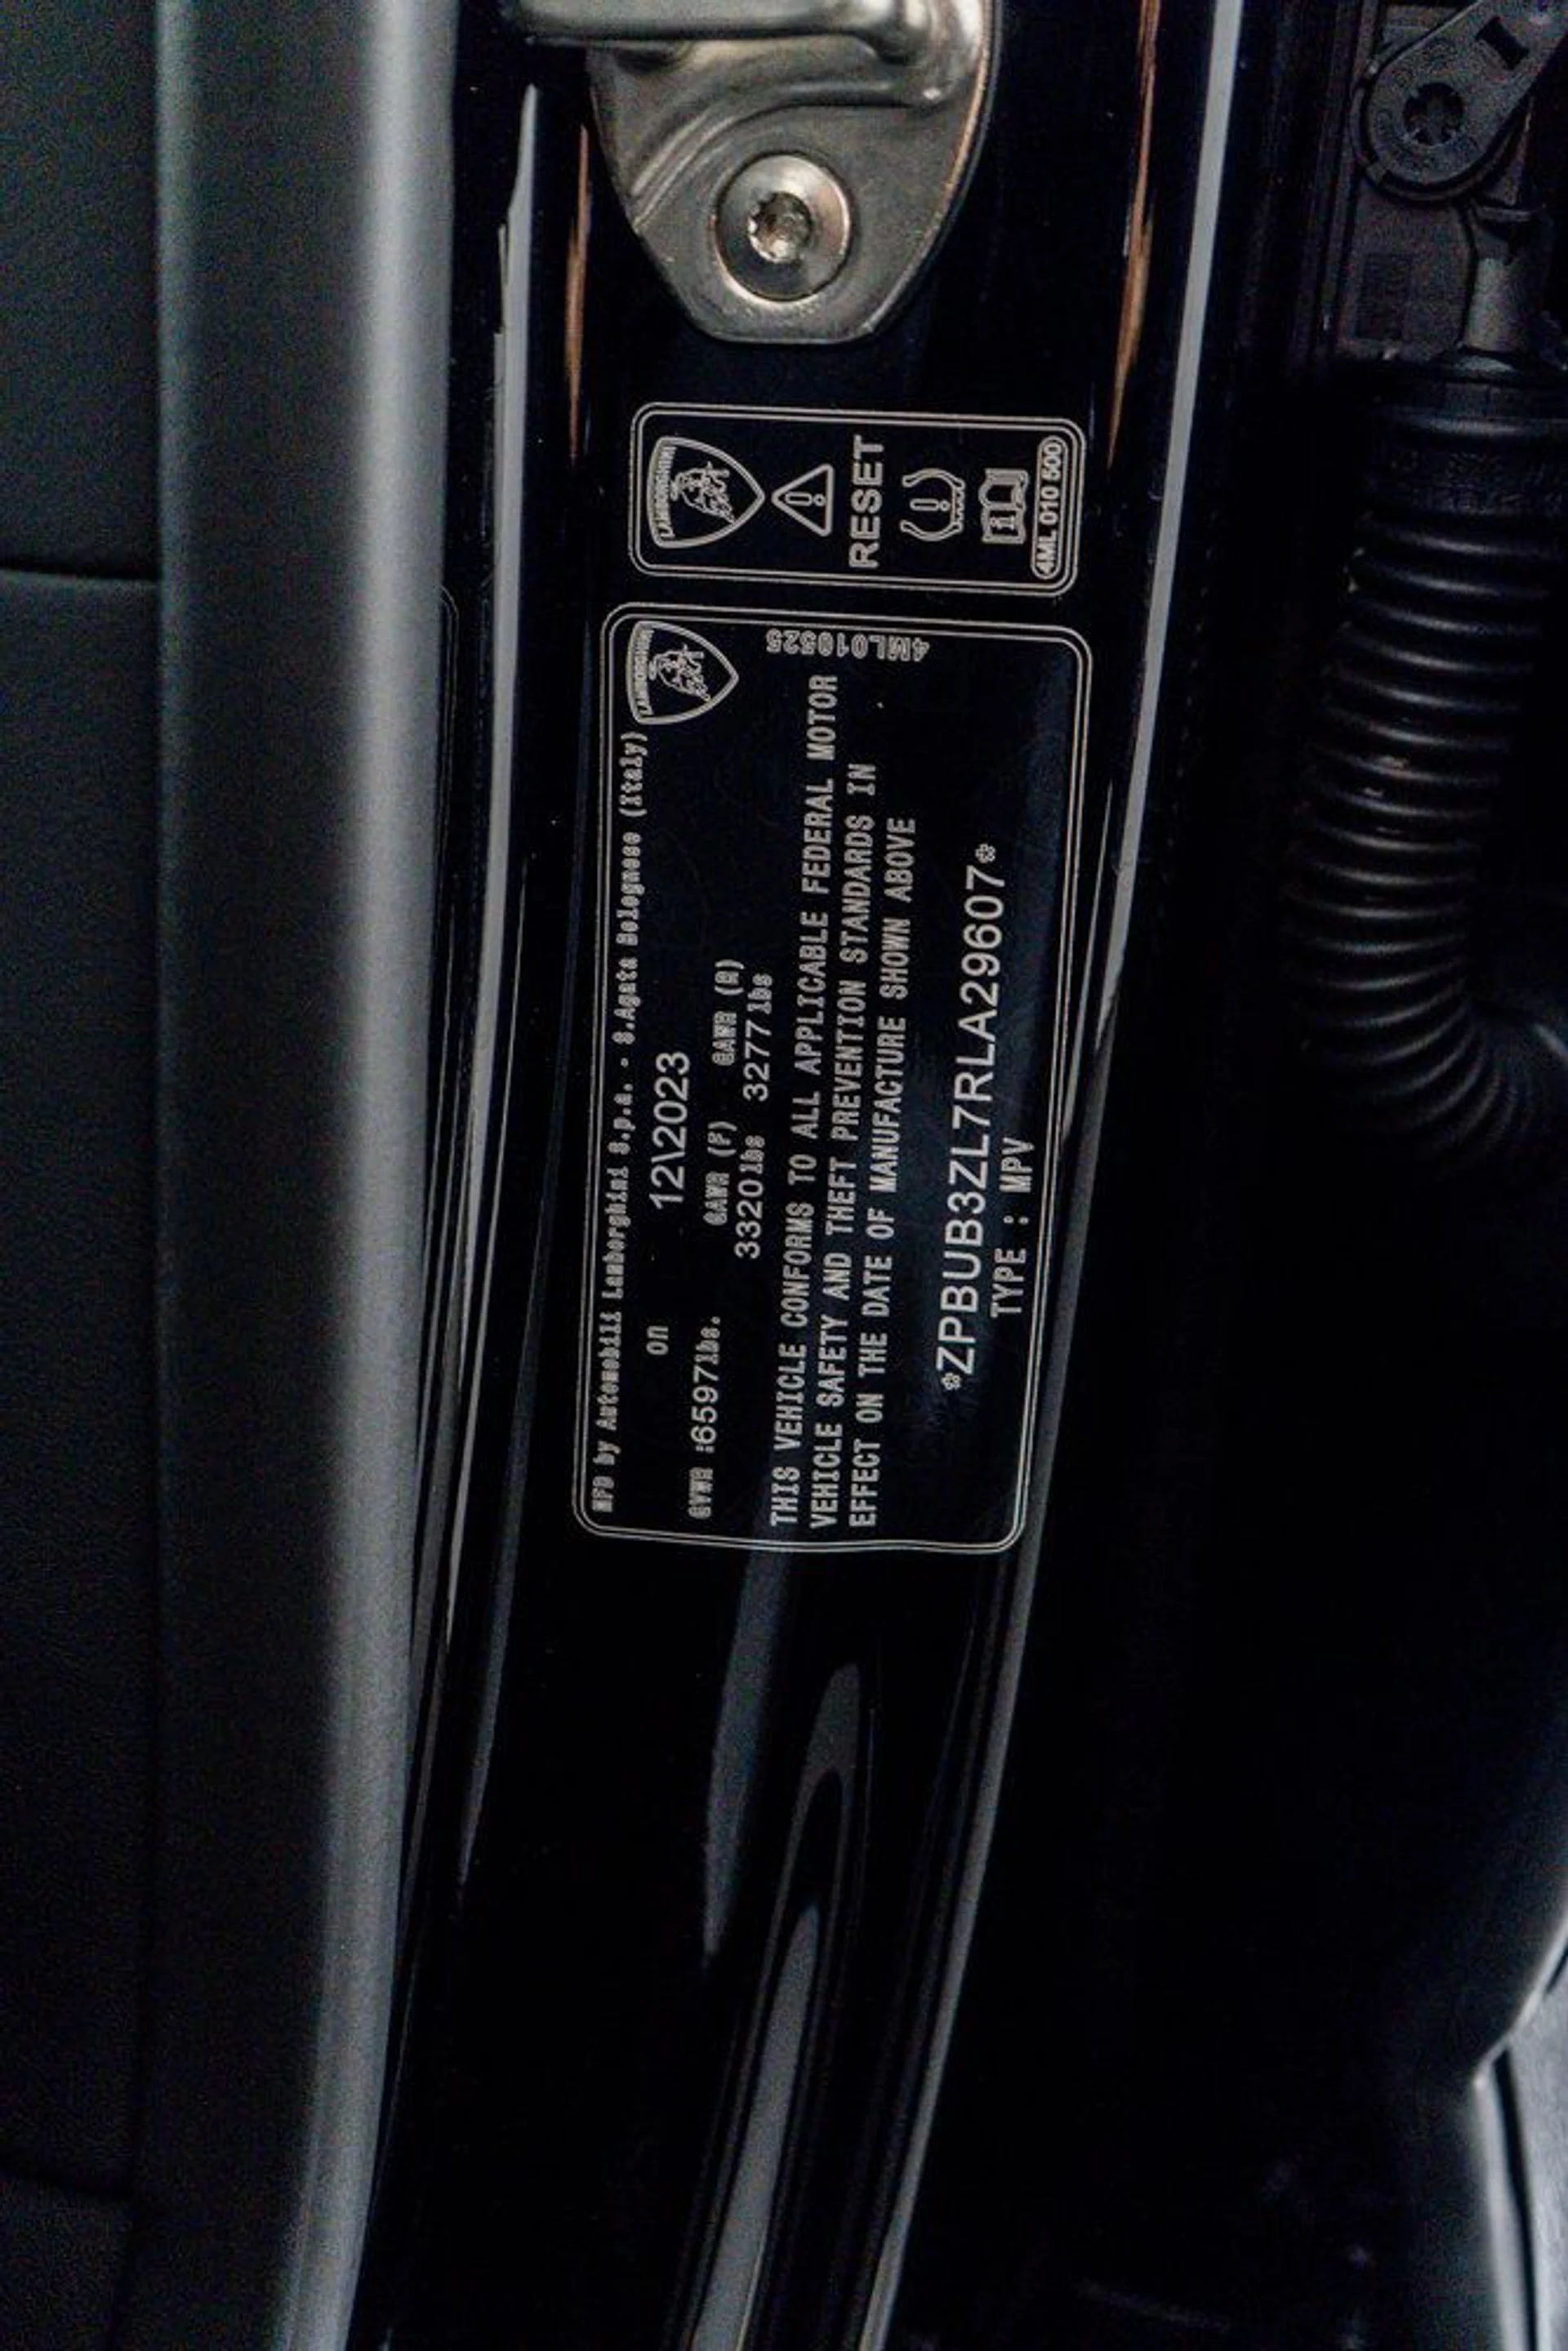 LAMBORGHINI
RESET
4ML 010 500
LAMBORGHINI
4ML010525
MFD by Automobili Lamborghini S.p.a. - S.Agata Bolognese (Italy)
on 12\2023
GVWR :6597lbs. GAWR (F) GAWR (R)
3320lbs 3277lbs
THIS VEHICLE CONFORMS TO ALL APPLICABLE FEDERAL MOTOR
VEHICLE SAFETY AND THEFT PREVENTION STANDARDS IN
EFFECT ON THE DATE OF MANUFACTURE SHOWN ABOVE
*ZPBUB3ZL7RLA29607*
TYPE : MPV